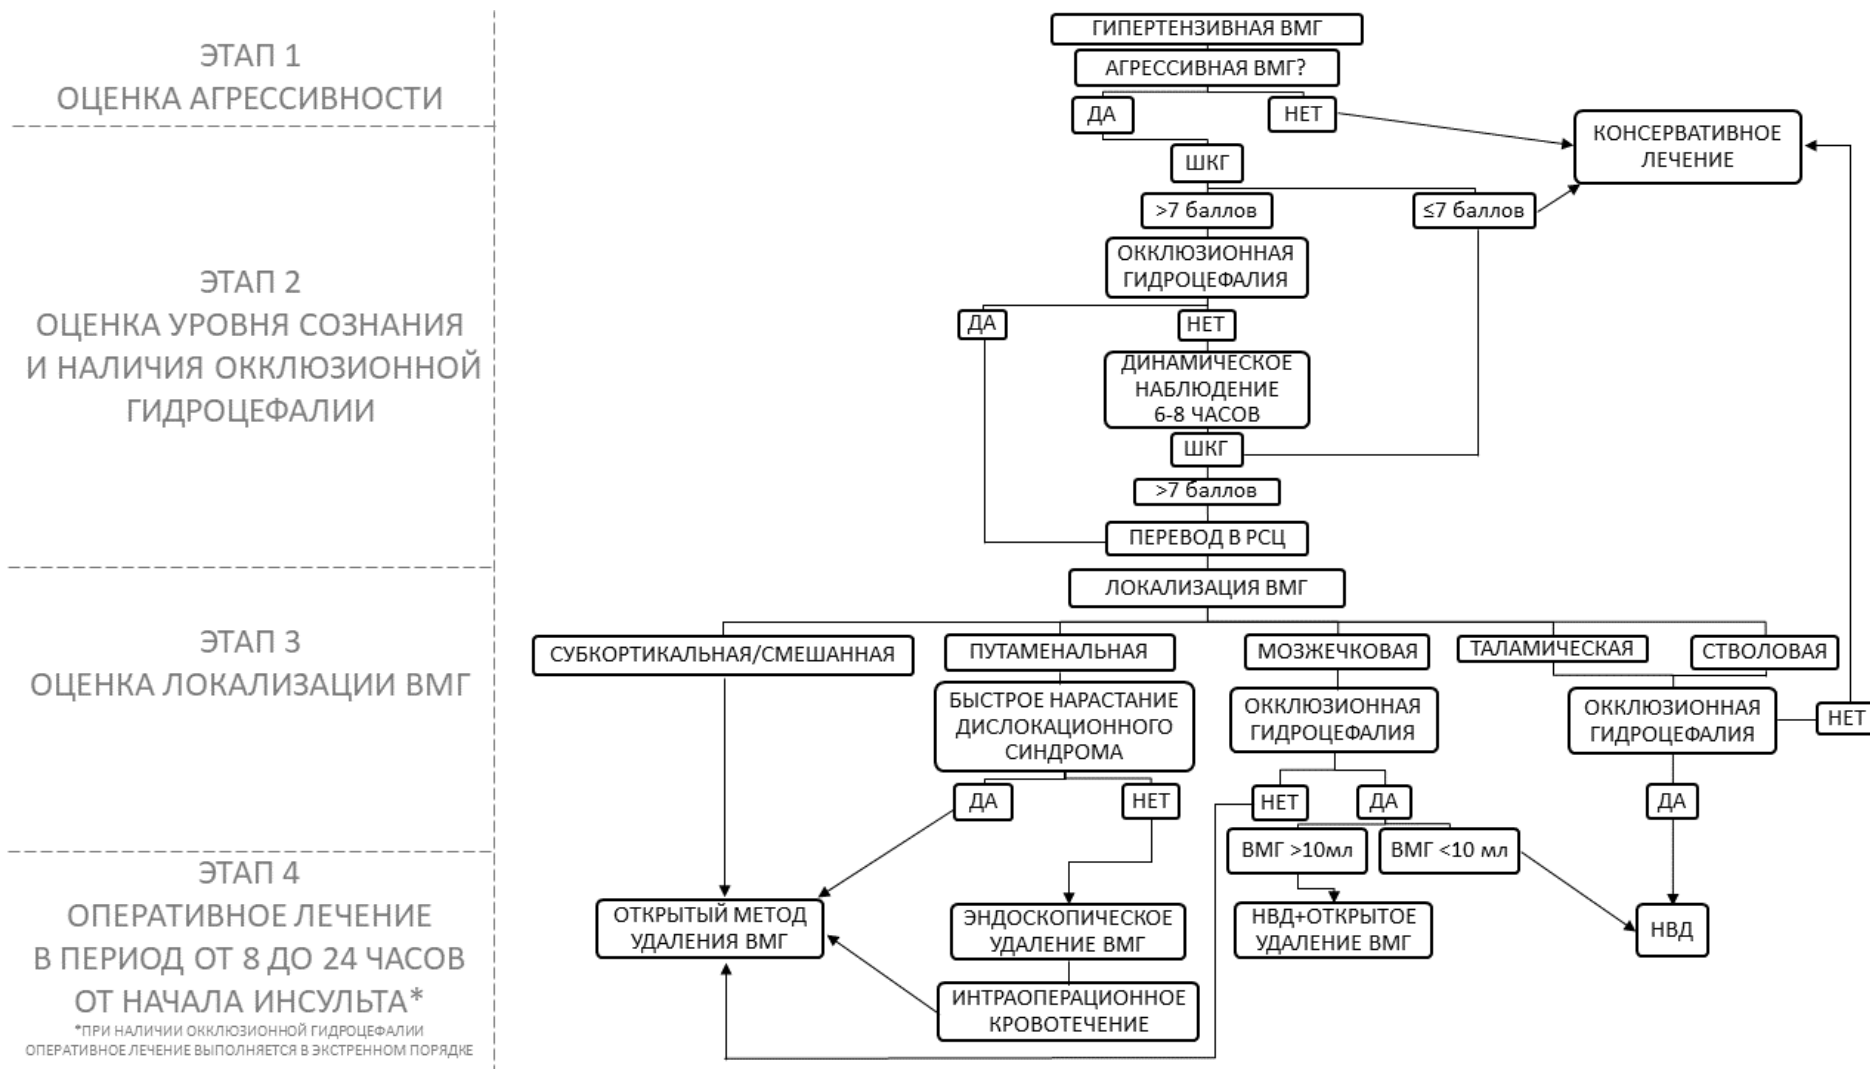 ЭТАП 1
ОЦЕНКА АГРЕССИВНОСТИ
ГИПЕРТЕНЗИВНАЯ ВМГ
АГРЕССИВНАЯ ВМГ?
ДА
НЕТ
КОНСЕРВАТИВНОЕ
ЛЕЧЕНИЕ
ЭТАП 2
ОЦЕНКА УРОВНЯ СОЗНАНИЯ
И НАЛИЧИЯ ОККЛЮЗИОННОЙ
ГИДРОЦЕФАЛИИ
ШКГ
>7 баллов
≤7 баллов
ОККЛЮЗИОННАЯ
ГИДРОЦЕФАЛИЯ
ДА
НЕТ
ДИНАМИЧЕСКОЕ
НАБЛЮДЕНИЕ
6-8 ЧАСОВ
ШКГ
>7 баллов
ПЕРЕВОД В РСЦ
ЭТАП 3
ОЦЕНКА ЛОКАЛИЗАЦИИ ВМГ
ЛОКАЛИЗАЦИЯ ВМГ
СУБКОРТИКАЛЬНАЯ/СМЕШАННАЯ
ПУТАМЕНАЛЬНАЯ
МОЗЖЕЧКОВАЯ
ТАЛАМИЧЕСКАЯ
СТВОЛОВАЯ
БЫСТРОЕ НАРАСТАНИЕ
ДИСЛОКАЦИОННОГО
СИНДРОМА
ОККЛЮЗИОННАЯ
ГИДРОЦЕФАЛИЯ
ОККЛЮЗИОННАЯ
ГИДРОЦЕФАЛИЯ
НЕТ
ДА
НЕТ
НЕТ
ДА
ДА
ВМГ >10мл
ВМГ <10 мл
ЭТАП 4
ОПЕРАТИВНОЕ ЛЕЧЕНИЕ
В ПЕРИОД ОТ 8 ДО 24 ЧАСОВ
ОТ НАЧАЛА ИНСУЛЬТА*
*ПРИ НАЛИЧИИ ОККЛЮЗИОННОЙ ГИДРОЦЕФАЛИИ
ОПЕРАТИВНОЕ ЛЕЧЕНИЕ ВЫПОЛНЯЕТСЯ В ЭКСТРЕННОМ ПОРЯДКЕ
ОТКРЫТЫЙ МЕТОД
УДАЛЕНИЯ ВМГ
ЭНДОСКОПИЧЕСКОЕ
УДАЛЕНИЕ ВМГ
НВД+ОТКРЫТОЕ
УДАЛЕНИЕ ВМГ
НВД
ИНТРАОПЕРАЦИОННОЕ
КРОВОТЕЧЕНИЕ